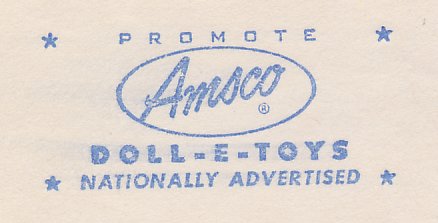 ★ PROMOTE ★
Amsco ®
DOLL-E-TOYS
★ NATIONALLY ADVERTISED ★